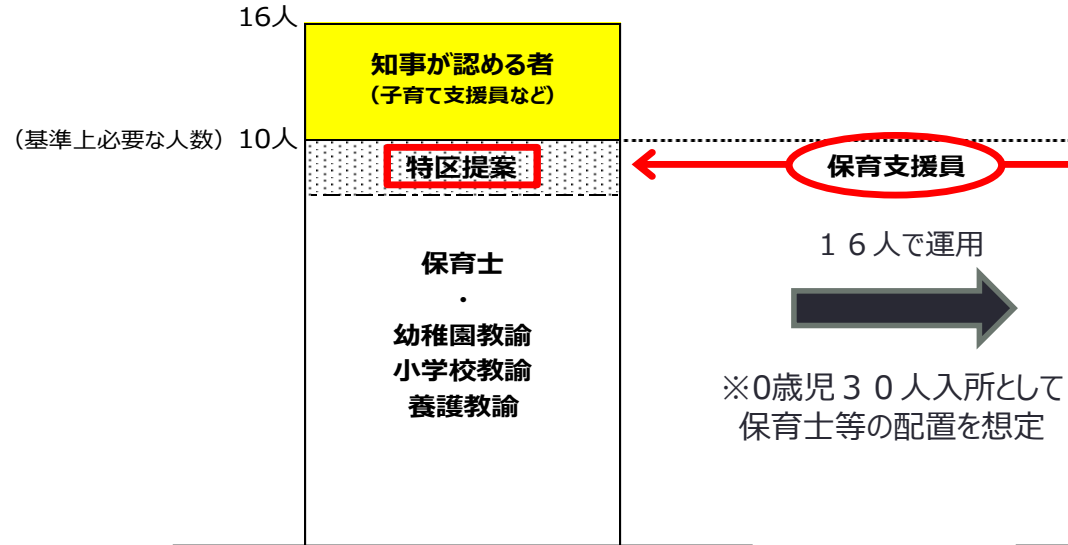 16人
知事が認める者
（子育て支援員など）
（基準上必要な人数）10人
特区提案
保育支援員
保育士
・
幼稚園教諭
小学校教諭
養護教諭
１６人で運用
※0歳児３０人入所として
保育士等の配置を想定